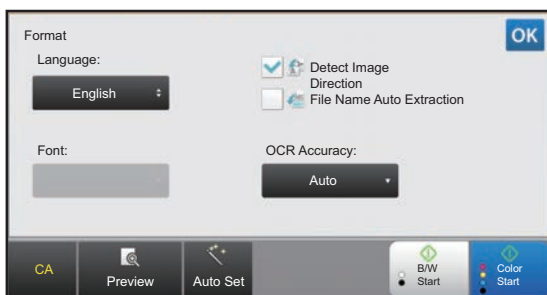 Format
OK
Language:
English
Detect Image
Direction
File Name Auto Extraction
Font:
OCR Accuracy:
Auto
CA
Preview
Auto Set
B/W
Start
Color
Start